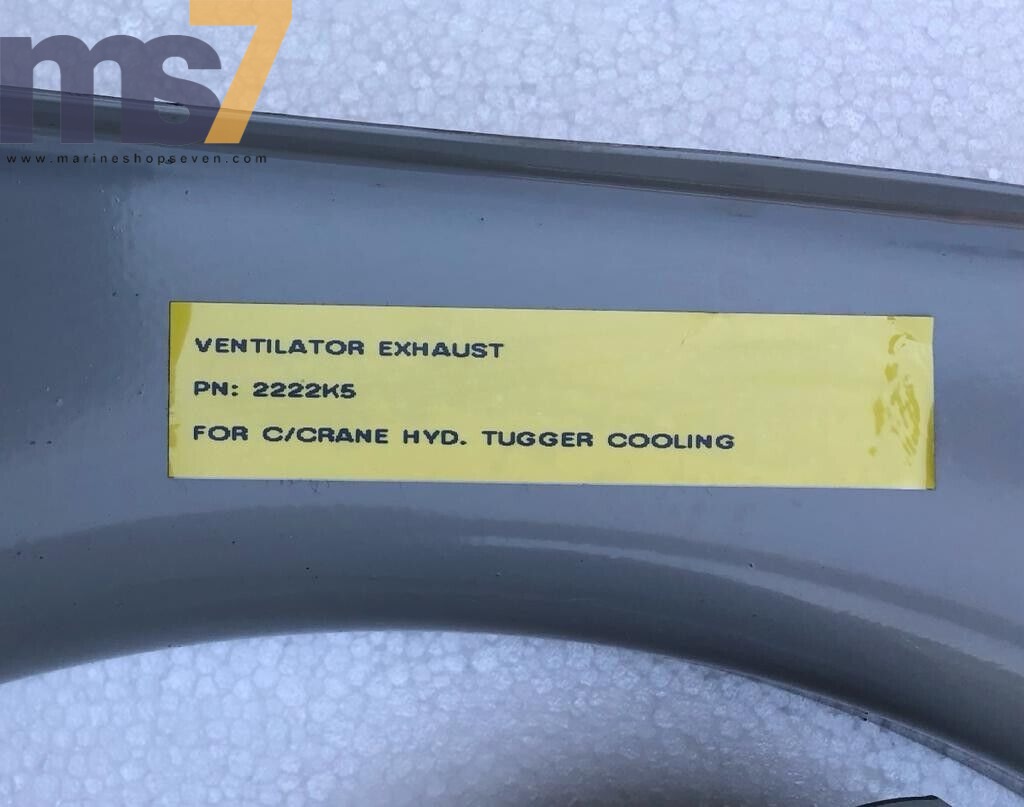 ms7
www.marineshopseven.com
VENTILATOR EXHAUST
PN: 2222K5
FOR C/CRANE HYD. TUGGER COOLING